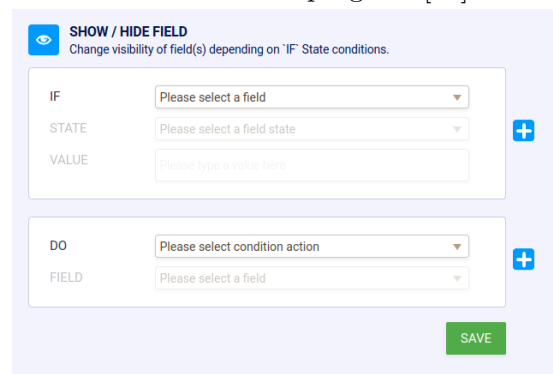 SHOW / HIDE FIELD
Change visibility of field(s) depending on `IF` State conditions.
IF Please select a field
STATE Please select a field state
VALUE Please type a value here
DO Please select condition action
FIELD Please select a field
SAVE